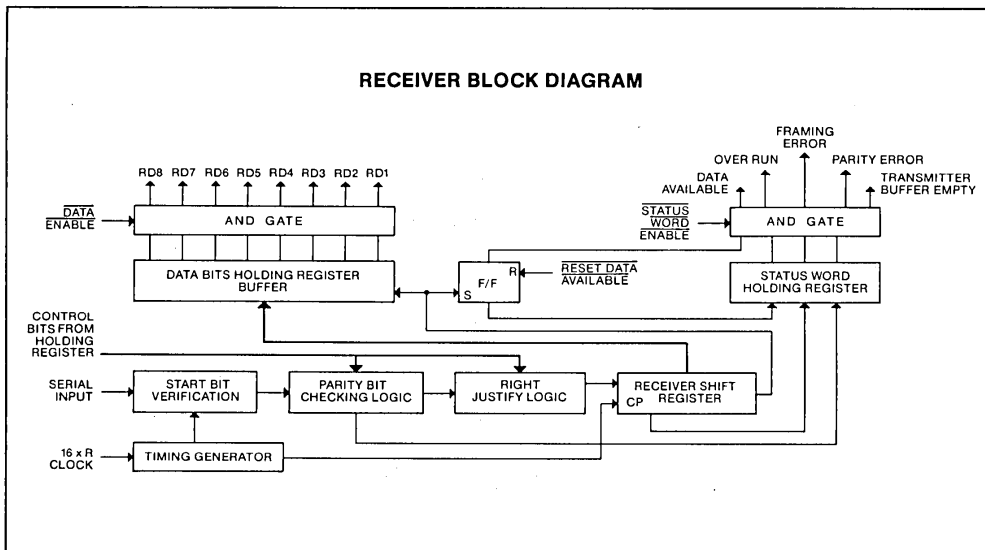 RECEIVER BLOCK DIAGRAM
FRAMING
ERROR
RD8 RD7 RD6 RD5 RD4 RD3 RD2 RD1
OVER RUN
PARITY ERROR
DATA
AVAILABLE
TRANSMITTER
BUFFER EMPTY
DATA
ENABLE
AND GATE
STATUS
WORD
ENABLE
AND GATE
DATA BITS HOLDING REGISTER
BUFFER
F/F
R
S
RESET DATA
AVAILABLE
STATUS WORD
HOLDING REGISTER
CONTROL
BITS FROM
HOLDING
REGISTER
SERIAL
INPUT
START BIT
VERIFICATION
PARITY BIT
CHECKING LOGIC
RIGHT
JUSTIFY LOGIC
RECEIVER SHIFT
REGISTER
CP
16 x R
CLOCK
TIMING GENERATOR